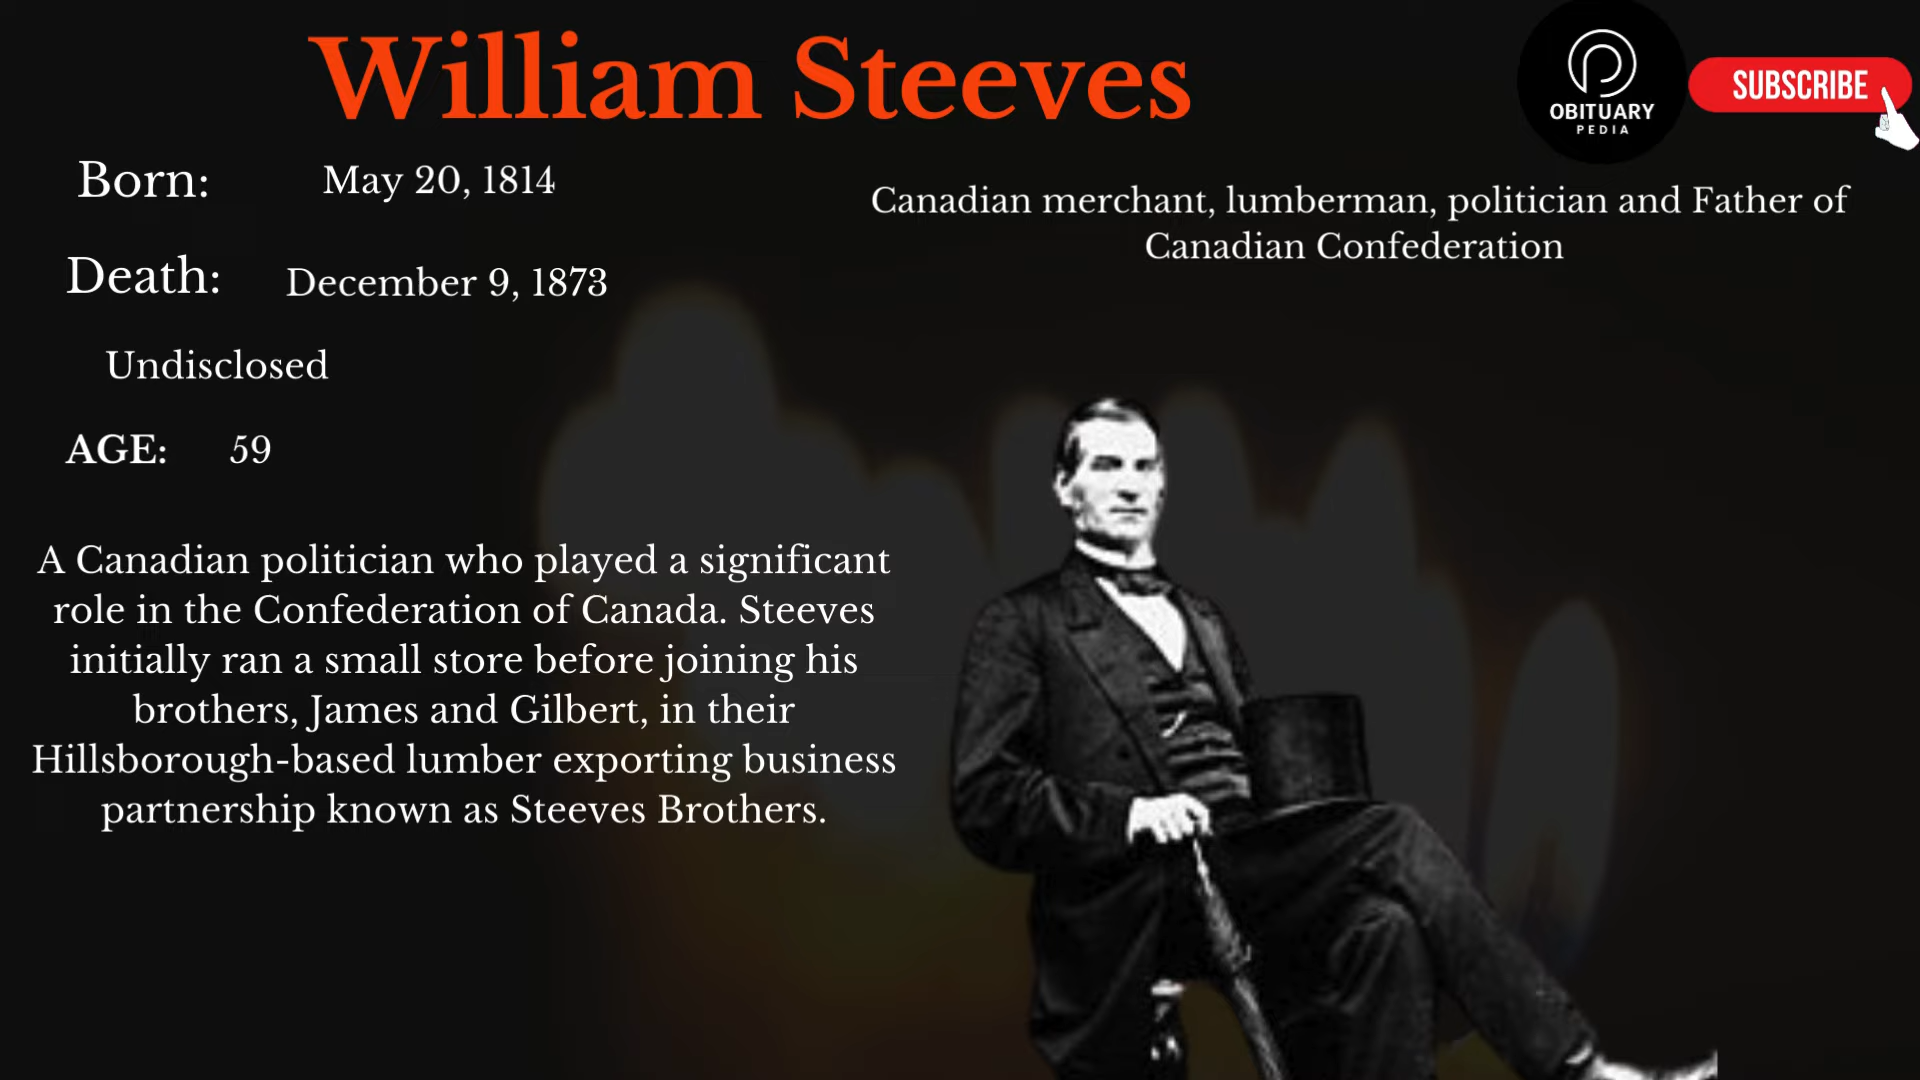 William Steeves
OBITUARY
PEDIA
SUBSCRIBE
Born: May 20, 1814
Canadian merchant, lumberman, politician and Father of
Canadian Confederation
Death: December 9, 1873
Undisclosed
AGE: 59
A Canadian politician who played a significant
role in the Confederation of Canada. Steeves
initially ran a small store before joining his
brothers, James and Gilbert, in their
Hillsborough-based lumber exporting business
partnership known as Steeves Brothers.